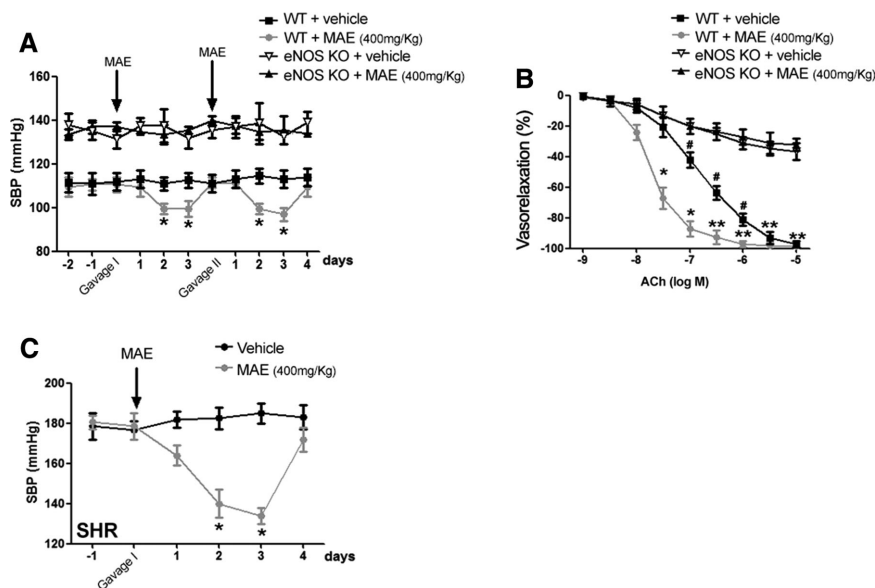 A
WT + vehicle
WT + MAE (400mg/Kg)
eNOS KO + vehicle
eNOS KO + MAE (400mg/Kg)
MAE
MAE
SBP (mmHg)
160
140
120
100
80
* * * *
-2 -1 Gavage I 1 2 3 Gavage II 1 2 3 4 days
B
WT + vehicle
WT + MAE (400mg/Kg)
eNOS KO + vehicle
eNOS KO + MAE (400mg/Kg)
Vasorelaxation (%)
0
-20
-40
-60
-80
-100
# # #
* * ** ** ** **
-9 -8 -7 -6 -5
ACh (log M)
C
MAE
Vehicle
MAE (400mg/Kg)
SBP (mmHg)
200
180
160
140
120
* *
SHR
-1 Gavage I 1 2 3 4 days